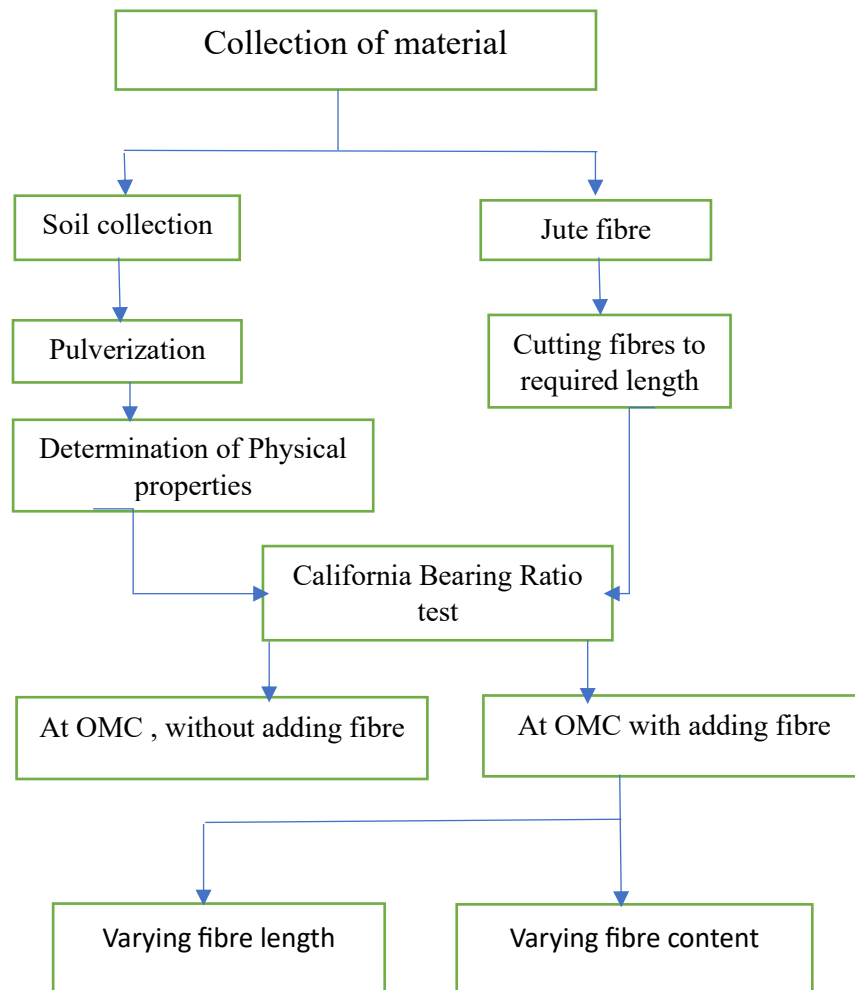 Collection of material
Soil collection
Jute fibre
Pulverization
Cutting fibres to
required length
Determination of Physical
properties
California Bearing Ratio
test
At OMC , without adding fibre
At OMC with adding fibre
Varying fibre length
Varying fibre content